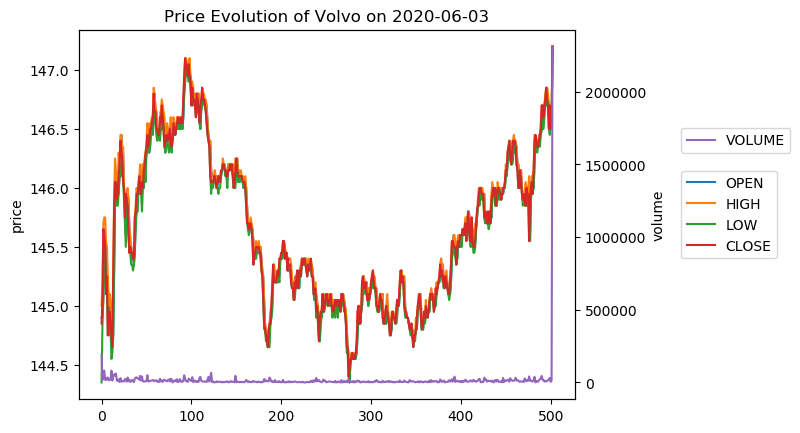 Price Evolution of Volvo on 2020-06-03
price
147.0
146.5
146.0
145.5
145.0
144.5
0
100
200
300
400
500
volume
2000000
1500000
1000000
500000
0
VOLUME
OPEN
HIGH
LOW
CLOSE